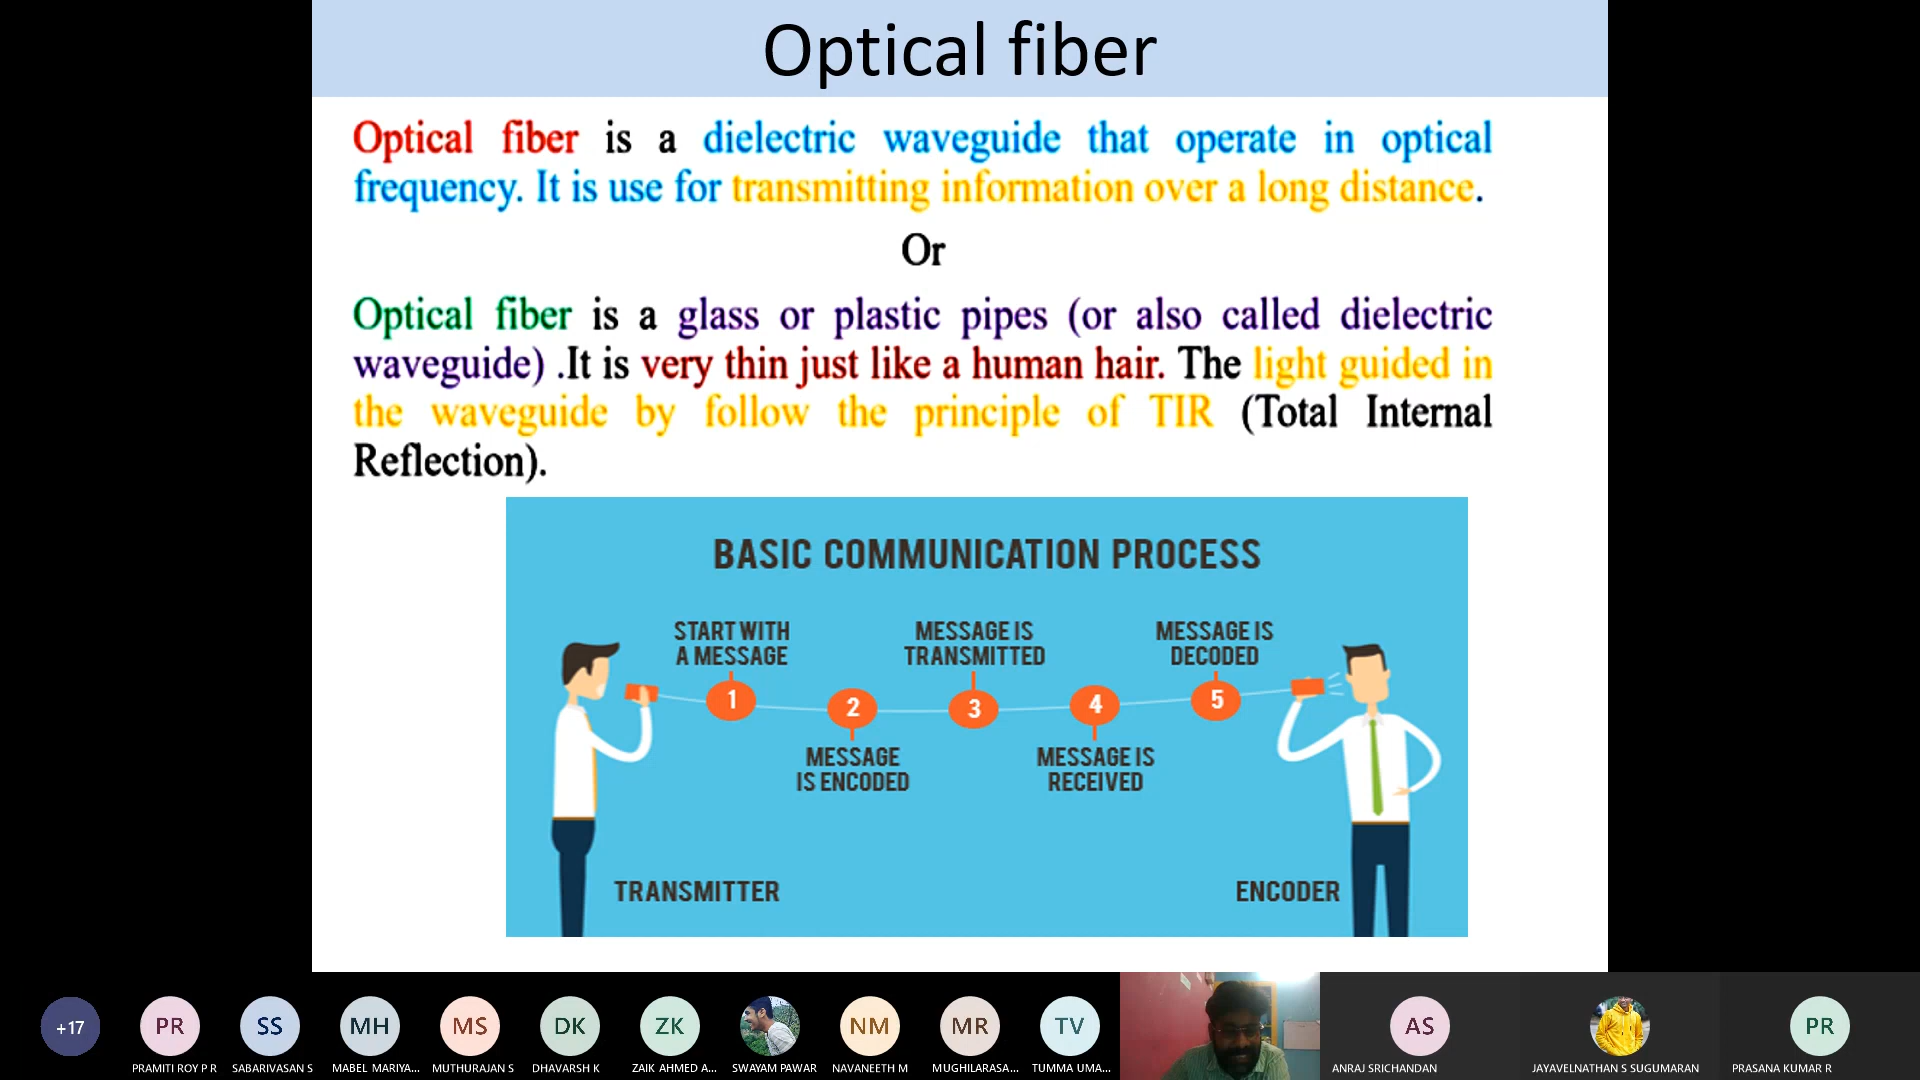 Optical fiber
Optical fiber is a dielectric waveguide that operate in optical
frequency. It is use for transmitting information over a long distance.
Or
Optical fiber is a glass or plastic pipes (or also called dielectric
waveguide) .It is very thin just like a human hair. The light guided in
the waveguide by follow the principle of TIR (Total Internal
Reflection).
BASIC COMMUNICATION PROCESS
START WITH
A MESSAGE
MESSAGE IS
TRANSMITTED
MESSAGE IS
DECODED
1
2
3
4
5
MESSAGE
IS ENCODED
MESSAGE IS
RECEIVED
TRANSMITTER
ENCODER
+17
PR
SS
MH
MS
DK
ZK
NM
MR
TV
AS
PR
PRAMITI ROY P R
SABARIVASAN S
MABEL MARIYA...
MUTHURAJAN S
DHAVARSH K
ZAIK AHMED A...
SWAYAM PAWAR
NAVANEETH M
MUGHILARASA...
TUMMA UMA...
ANRAJ SRICHANDAN
JAYAVELNATHAN S SUGUMARAN
PRASANA KUMAR R